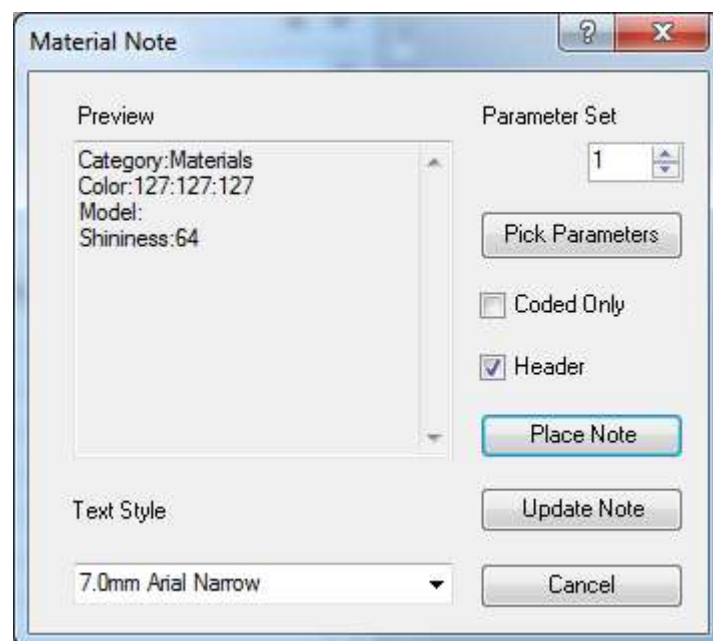 Material Note
Preview
Category:Materials
Color:127:127:127
Model:
Shininess:64
Parameter Set
1
Pick Parameters
Coded Only
Header
Place Note
Text Style
Update Note
7.0mm Arial Narrow
Cancel